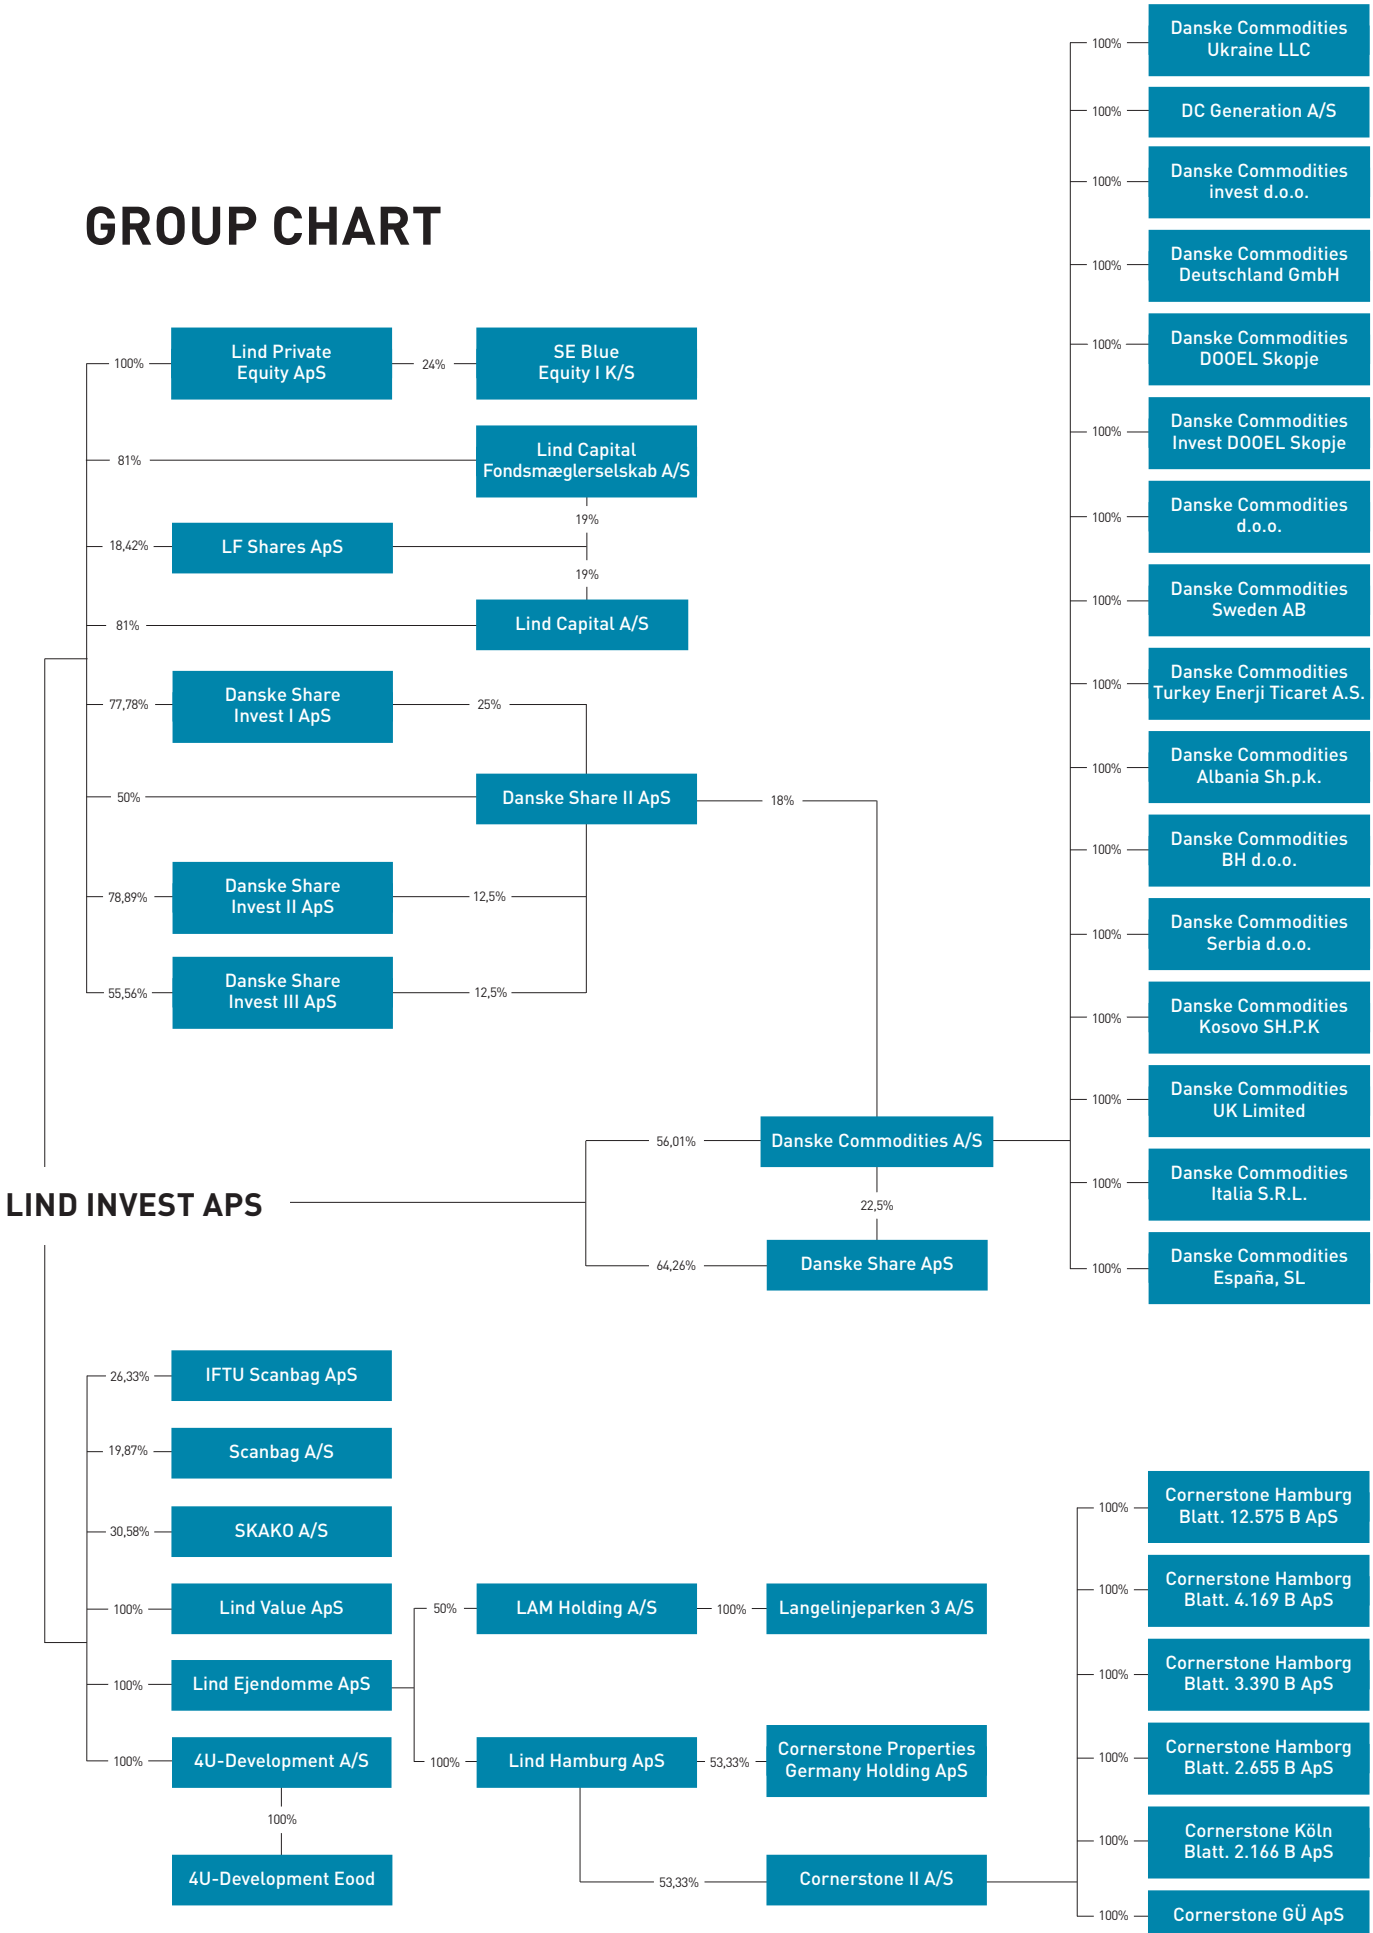 GROUP CHART
100%
Lind Private
Equity ApS
24%
SE Blue
Equity I K/S
81%
Lind Capital
Fondsmæglerselskab A/S
19%
18,42%
LF Shares ApS
19%
81%
Lind Capital A/S
77,78%
Danske Share
Invest I ApS
25%
50%
Danske Share II ApS
18%
78,89%
Danske Share
Invest II ApS
12,5%
55,56%
Danske Share
Invest III ApS
12,5%
LIND INVEST APS
56,01%
Danske Commodities A/S
22,5%
64,26%
Danske Share ApS
100%
Danske Commodities
Ukraine LLC
100%
DC Generation A/S
100%
Danske Commodities
invest d.o.o.
100%
Danske Commodities
Deutschland GmbH
100%
Danske Commodities
DOOEL Skopje
100%
Danske Commodities
Invest DOOEL Skopje
100%
Danske Commodities
d.o.o.
100%
Danske Commodities
Sweden AB
100%
Danske Commodities
Turkey Enerji Ticaret A.S.
100%
Danske Commodities
Albania Sh.p.k.
100%
Danske Commodities
BH d.o.o.
100%
Danske Commodities
Serbia d.o.o.
100%
Danske Commodities
Kosovo SH.P.K
100%
Danske Commodities
UK Limited
100%
Danske Commodities
Italia S.R.L.
100%
Danske Commodities
España, SL
26,33%
IFTU Scanbag ApS
19,87%
Scanbag A/S
30,58%
SKAKO A/S
100%
Lind Value ApS
100%
Lind Ejendomme ApS
100%
4U-Development A/S
100%
4U-Development Eood
50%
LAM Holding A/S
100%
Langelinjeparken 3 A/S
100%
Lind Hamburg ApS
53,33%
Cornerstone Properties
Germany Holding ApS
53,33%
Cornerstone II A/S
100%
Cornerstone Hamburg
Blatt. 12.575 B ApS
100%
Cornerstone Hamborg
Blatt. 4.169 B ApS
100%
Cornerstone Hamborg
Blatt. 3.390 B ApS
100%
Cornerstone Hamborg
Blatt. 2.655 B ApS
100%
Cornerstone Köln
Blatt. 2.166 B ApS
100%
Cornerstone GÜ ApS